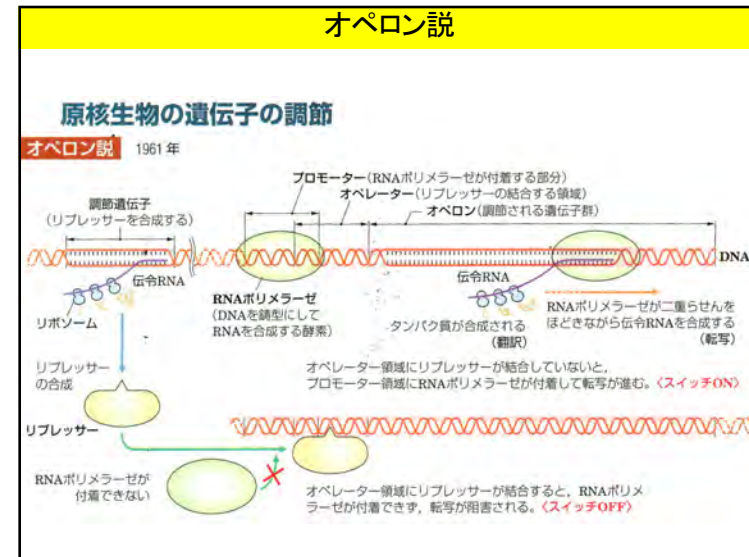 オペロン説
原核生物の遺伝子の調節
オペロン説 1961年
プロモーター(RNAポリメラーゼが付着する部分)
オペレーター(リプレッサーの結合する領域)
オペロン(調節される遺伝子群)
調節遺伝子
(リプレッサーを合成する)
DNA
伝令RNA
リボソーム
RNAポリメラーゼ
(DNAを鋳型にして
RNAを合成する酵素)
伝令RNA
タンパク質が合成される
(翻訳)
RNAポリメラーゼが二重らせんを
ほどきながら伝令RNAを合成する
(転写)
リプレッサー
の合成
オペレーター領域にリプレッサーが結合していないと,
プロモーター領域にRNAポリメラーゼが付着して転写が進む。〈スイッチON〉
リプレッサー
RNAポリメラーゼが
付着できない
オペレーター領域にリプレッサーが結合すると, RNAポリメ
ラーゼが付着できず, 転写が阻害される。〈スイッチOFF〉